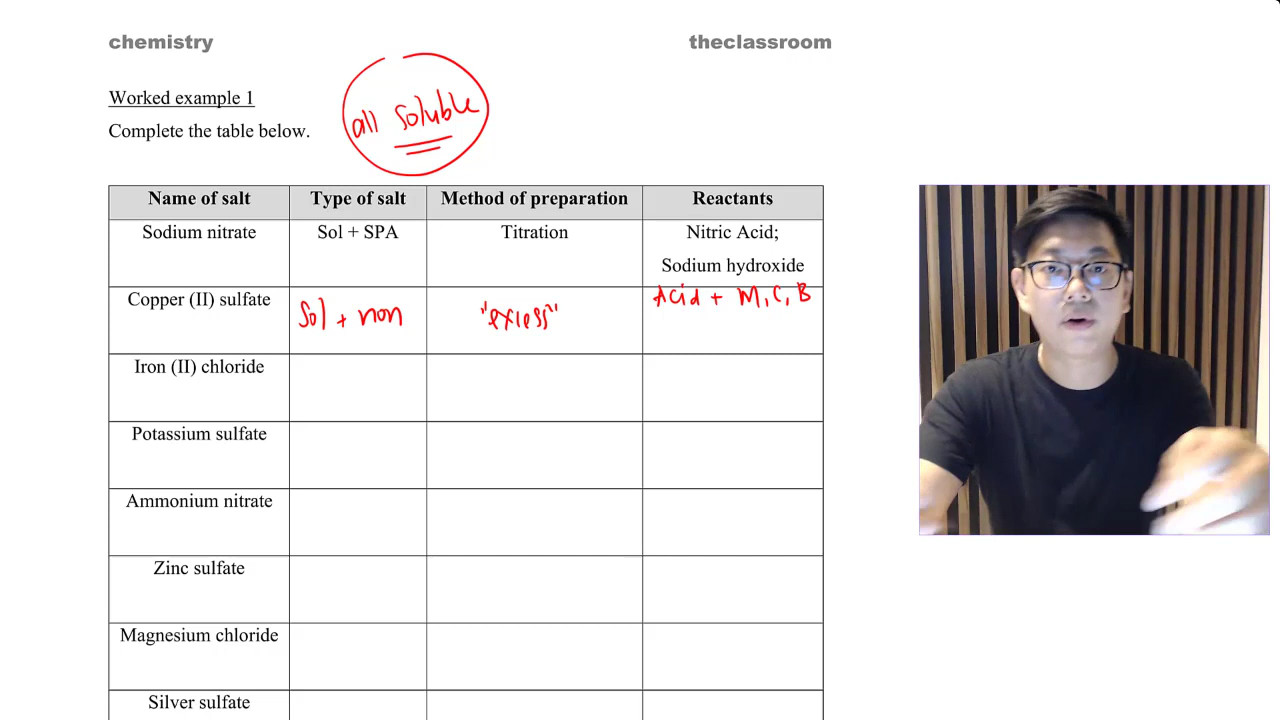 chemistry
theclassroom
Worked example 1
Complete the table below.
all soluble
Name of salt
Type of salt
Method of preparation
Reactants
Sodium nitrate
Sol + SPA
Titration
Nitric Acid;
Sodium hydroxide
Copper (II) sulfate
Sol + non
"excess"
Acid + M, C, B
Iron (II) chloride
Potassium sulfate
Ammonium nitrate
Zinc sulfate
Magnesium chloride
Silver sulfate